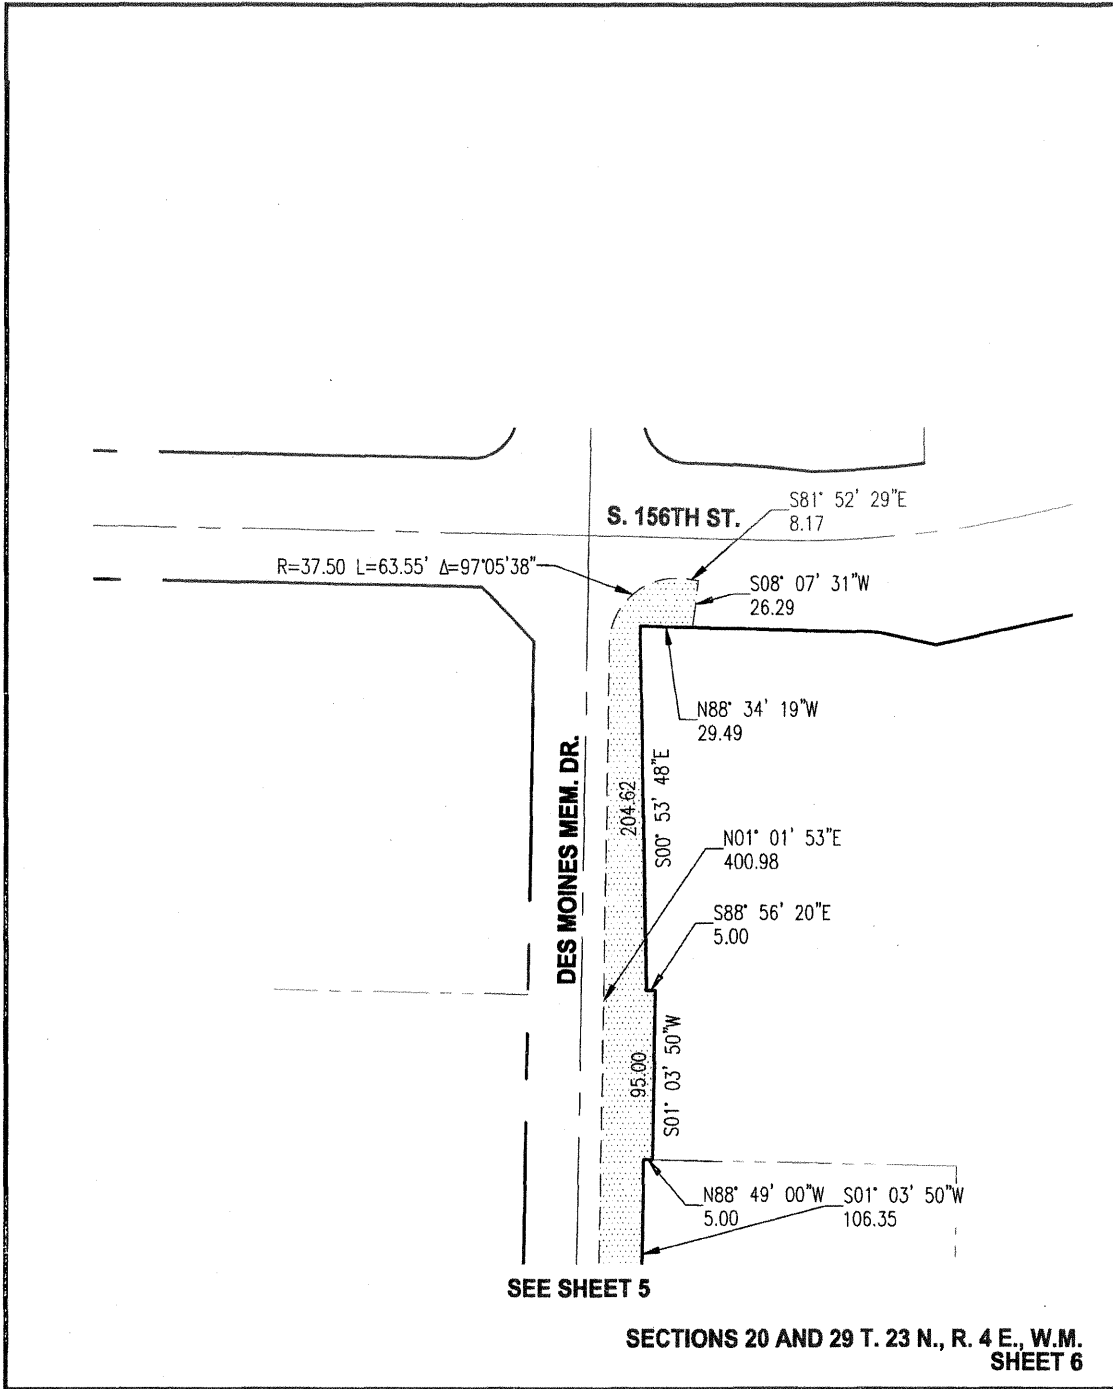 S81° 52' 29"E
8.17
S. 156TH ST.
R=37.50 L=63.55' Δ=97°05'38"
S08° 07' 31"W
26.29
N88° 34' 19"W
29.49
204.62
S00° 53' 48"E
DES MOINES MEM. DR.
N01° 01' 53"E
400.98
S88° 56' 20"E
5.00
95.00
S01° 03' 50"W
N88° 49' 00"W
5.00
S01° 03' 50"W
106.35
SEE SHEET 5
SECTIONS 20 AND 29 T. 23 N., R. 4 E., W.M.
SHEET 6